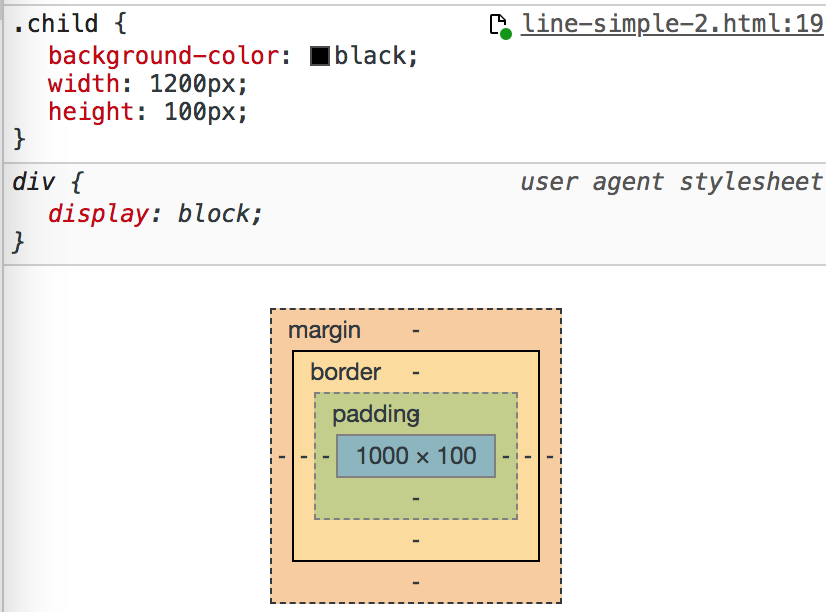 .child {
line-simple-2.html:19
background-color: black;
width: 1200px;
height: 100px;
}
div {
user agent stylesheet
display: block;
}
margin -
border -
padding -
- - - 1000 × 100 - - -
-
-
-